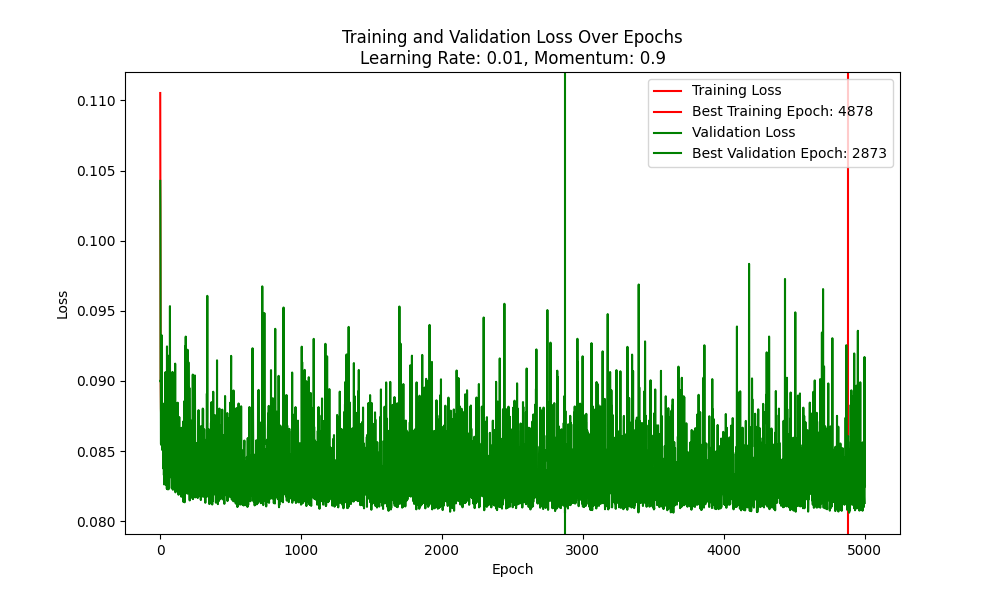 Training and Validation Loss Over Epochs
Learning Rate: 0.01, Momentum: 0.9
Training Loss
Best Training Epoch: 4878
Validation Loss
Best Validation Epoch: 2873
0.110
0.105
0.100
0.095
0.090
0.085
0.080
Loss
0 1000 2000 3000 4000 5000
Epoch